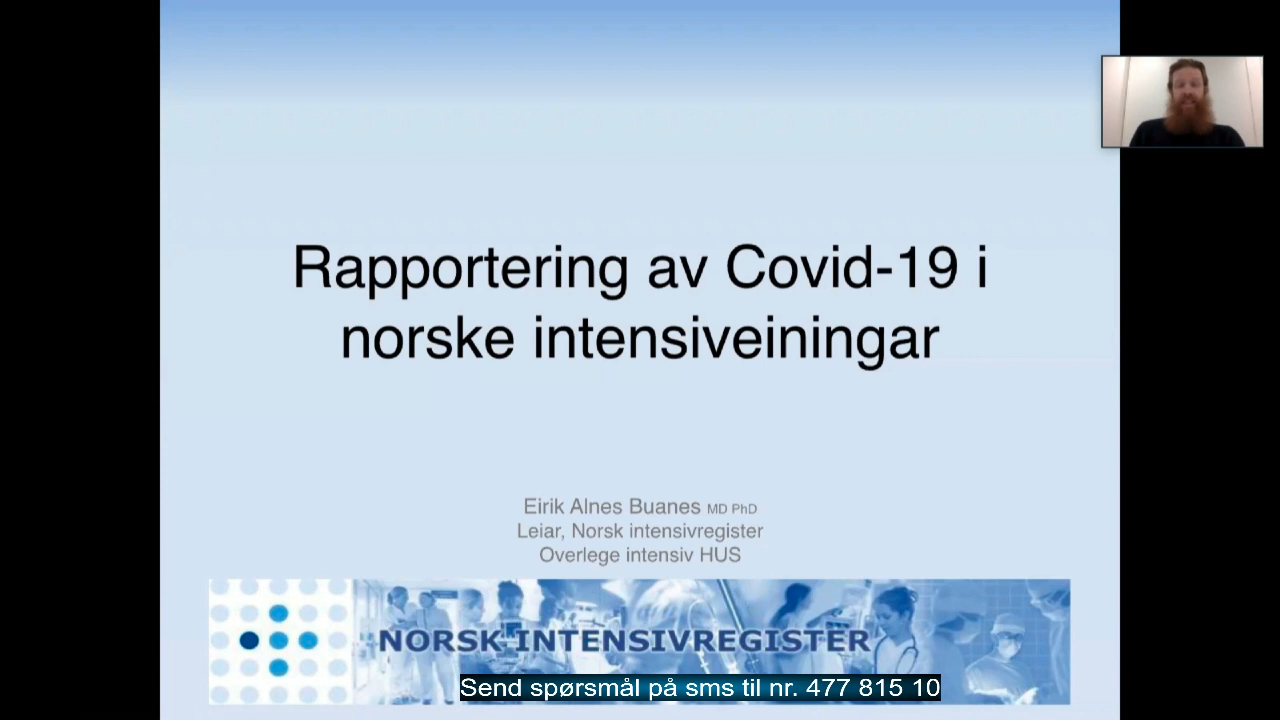 Rapportering av Covid-19 i
norske intensiveiningar
Eirik Alnes Buanes MD PhD
Leiar, Norsk intensivregister
Overlege intensiv HUS
NORSK INTENSIVREGISTER
Send spørsmål på sms til nr. 477 815 10